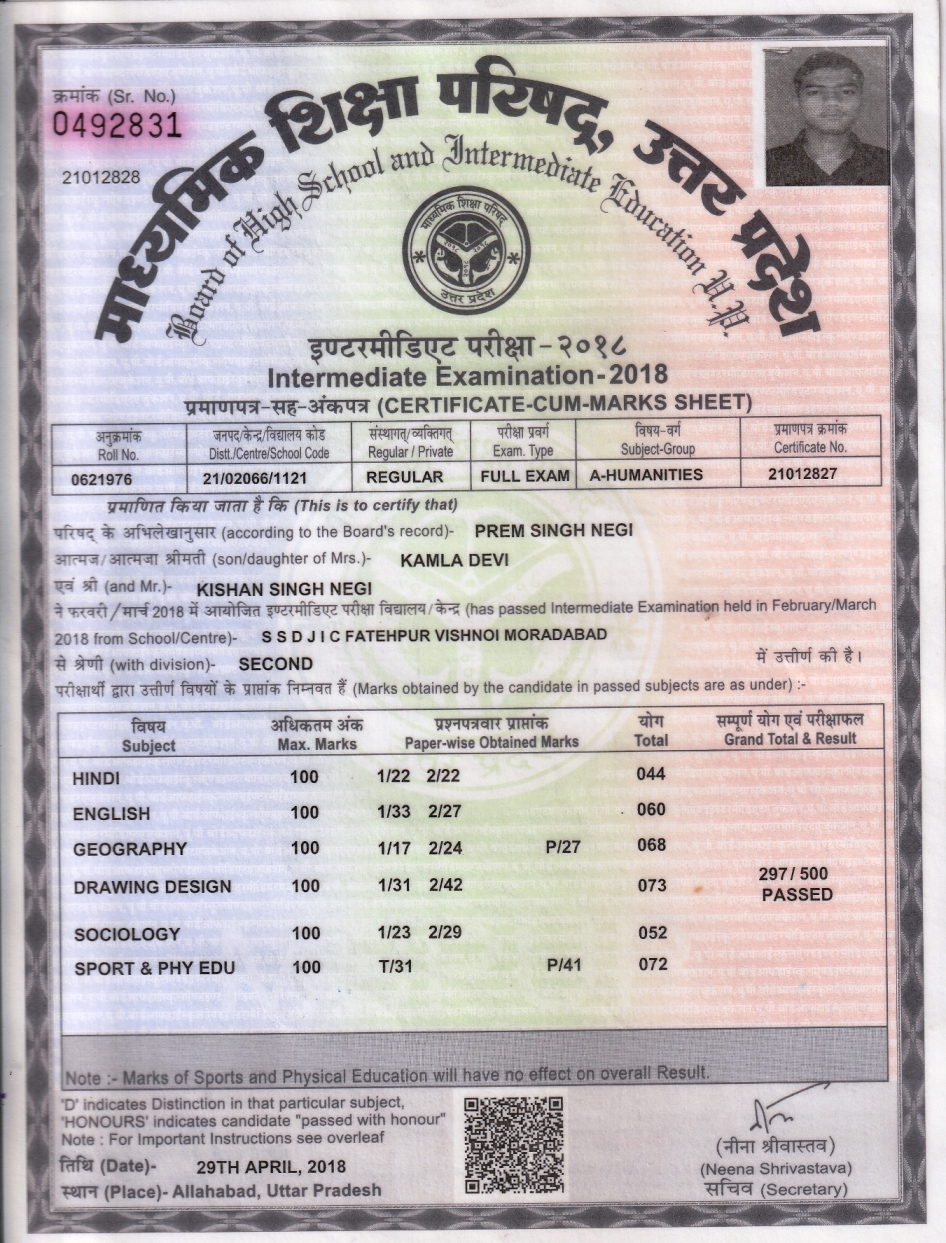 क्रमांक (Sr. No.)
0492831
21012828
माध्यमिक शिक्षा परिषद्, उत्तर प्रदेश
Board of High School and Intermediate Education U.P.
माध्यमिक शिक्षा परिषद्
उत्तर प्रदेश
इण्टरमीडिएट परीक्षा - २०१८
Intermediate Examination - 2018
प्रमाणपत्र-सह-अंकपत्र (CERTIFICATE-CUM-MARKS SHEET)
अनुक्रमांक जनपद/केन्द्र/विद्यालय कोड संस्थागत्/व्यक्तिगत् परीक्षा प्रवर्ग विषय-वर्ग प्रमाणपत्र क्रमांक
Roll No. Distt./Centre/School Code Regular / Private Exam. Type Subject-Group Certificate No.
0621976 21/02066/1121 REGULAR FULL EXAM A-HUMANITIES 21012827
प्रमाणित किया जाता है कि (This is to certify that)
परिषद् के अभिलेखानुसार (according to the Board's record)- PREM SINGH NEGI
आत्मज/आत्मजा श्रीमती (son/daughter of Mrs.)- KAMLA DEVI
एवं श्री (and Mr.)- KISHAN SINGH NEGI
ने फरवरी/मार्च 2018 में आयोजित इण्टरमीडिएट परीक्षा विद्यालय/केन्द्र (has passed Intermediate Examination held in February/March
2018 from School/Centre)- S S D J I C FATEHPUR VISHNOI MORADABAD
से श्रेणी (with division)- SECOND में उत्तीर्ण की है।
परीक्षार्थी द्वारा उत्तीर्ण विषयों के प्राप्तांक निम्नवत हैं (Marks obtained by the candidate in passed subjects are as under) :-
विषय अधिकतम अंक प्रश्नपत्रवार प्राप्तांक योग सम्पूर्ण योग एवं परीक्षाफल
Subject Max. Marks Paper-wise Obtained Marks Total Grand Total & Result
HINDI 100 1/22 2/22 044
ENGLISH 100 1/33 2/27 060
GEOGRAPHY 100 1/17 2/24 P/27 068
DRAWING DESIGN 100 1/31 2/42 073 297 / 500
PASSED
SOCIOLOGY 100 1/23 2/29 052
SPORT & PHY EDU 100 T/31 P/41 072
Note :- Marks of Sports and Physical Education will have no effect on overall Result.
'D' indicates Distinction in that particular subject,
'HONOURS' indicates candidate "passed with honour"
Note : For Important Instructions see overleaf
तिथि (Date)- 29TH APRIL, 2018
स्थान (Place)- Allahabad, Uttar Pradesh
(नीना श्रीवास्तव)
(Neena Shrivastava)
सचिव (Secretary)